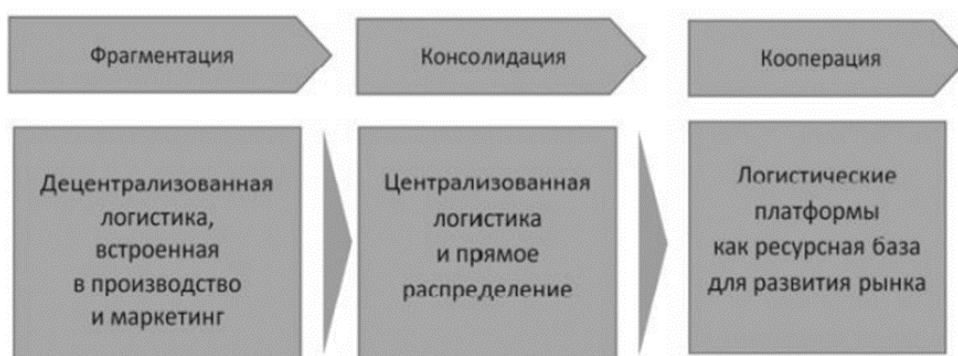 Фрагментация
Консолидация
Кооперация
Децентрализованная
логистика,
встроенная
в производство
и маркетинг
Централизованная
логистика
и прямое
распределение
Логистические
платформы
как ресурсная база
для развития рынка